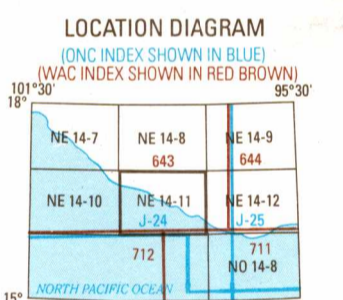 LOCATION DIAGRAM
(ONC INDEX SHOWN IN BLUE)
(WAC INDEX SHOWN IN RED BROWN)
101°30' 95°30'
18°
NE 14-7 NE 14-8 NE 14-9
643 644
NE 14-10 NE 14-11 NE 14-12
J-24 J-25
712 711
NO 14-8
NORTH PACIFIC OCEAN
15°